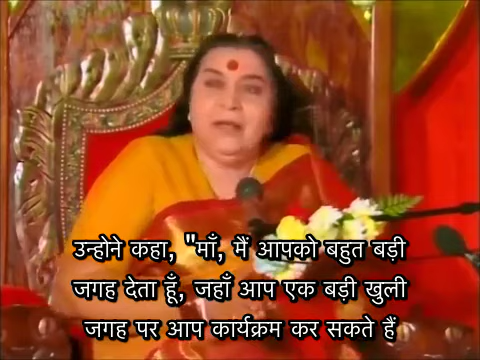 उन्होने कहा, "माँ, मैं आपको बहुत बड़ी
जगह देता हूँ, जहाँ आप एक बड़ी खुली
जगह पर आप कार्यक्रम कर सकते हैं